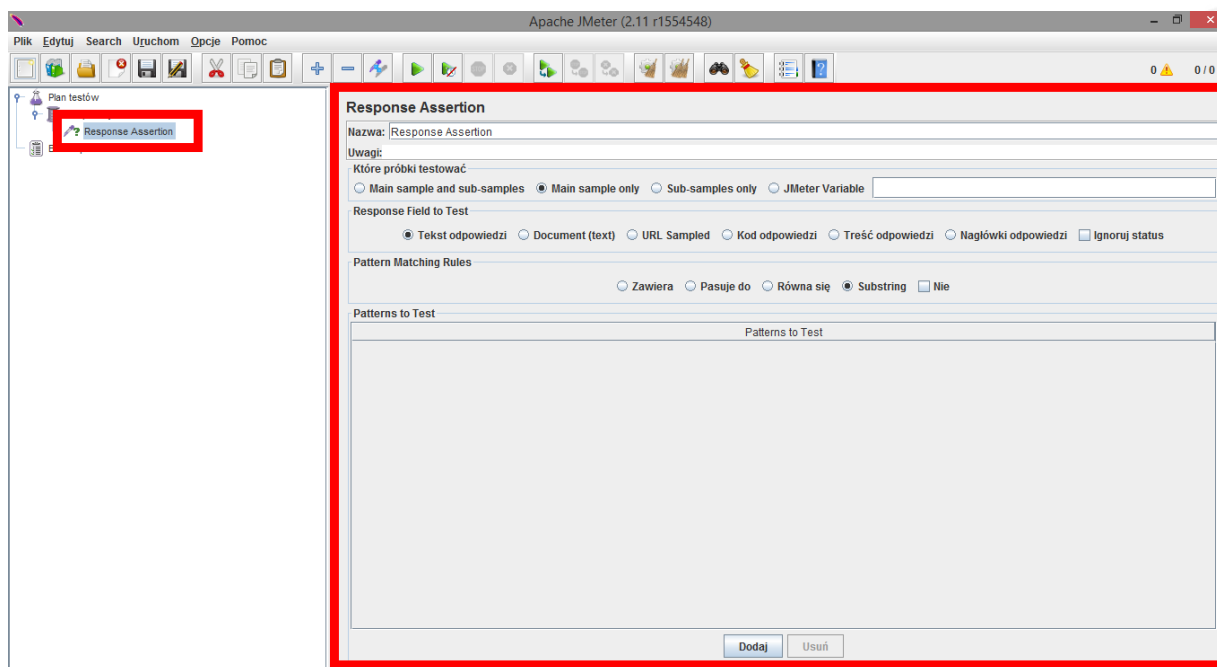 Apache JMeter (2.11 r1554548)
Plik Edytuj Search Uruchom Opcje Pomoc
0 0/0
Plan testów
Response Assertion
Response Assertion
Nazwa: Response Assertion
Uwagi:
Które próbki testować
Main sample and sub-samples Main sample only Sub-samples only JMeter Variable
Response Field to Test
Tekst odpowiedzi Document (text) URL Sampled Kod odpowiedzi Treść odpowiedzi Nagłówki odpowiedzi Ignoruj status
Pattern Matching Rules
Zawiera Pasuje do Równa się Substring Nie
Patterns to Test
Patterns to Test
Dodaj Usuń